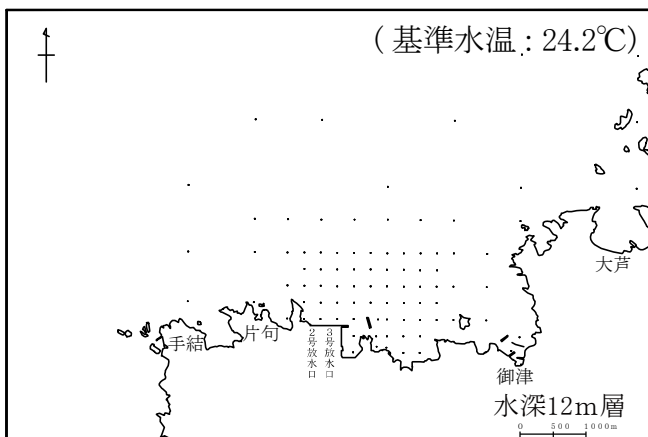 (基準水温:24.2℃)
大芦
手結
片句
2号放水口
3号放水口
御津
水深12m層
0 500 1000m